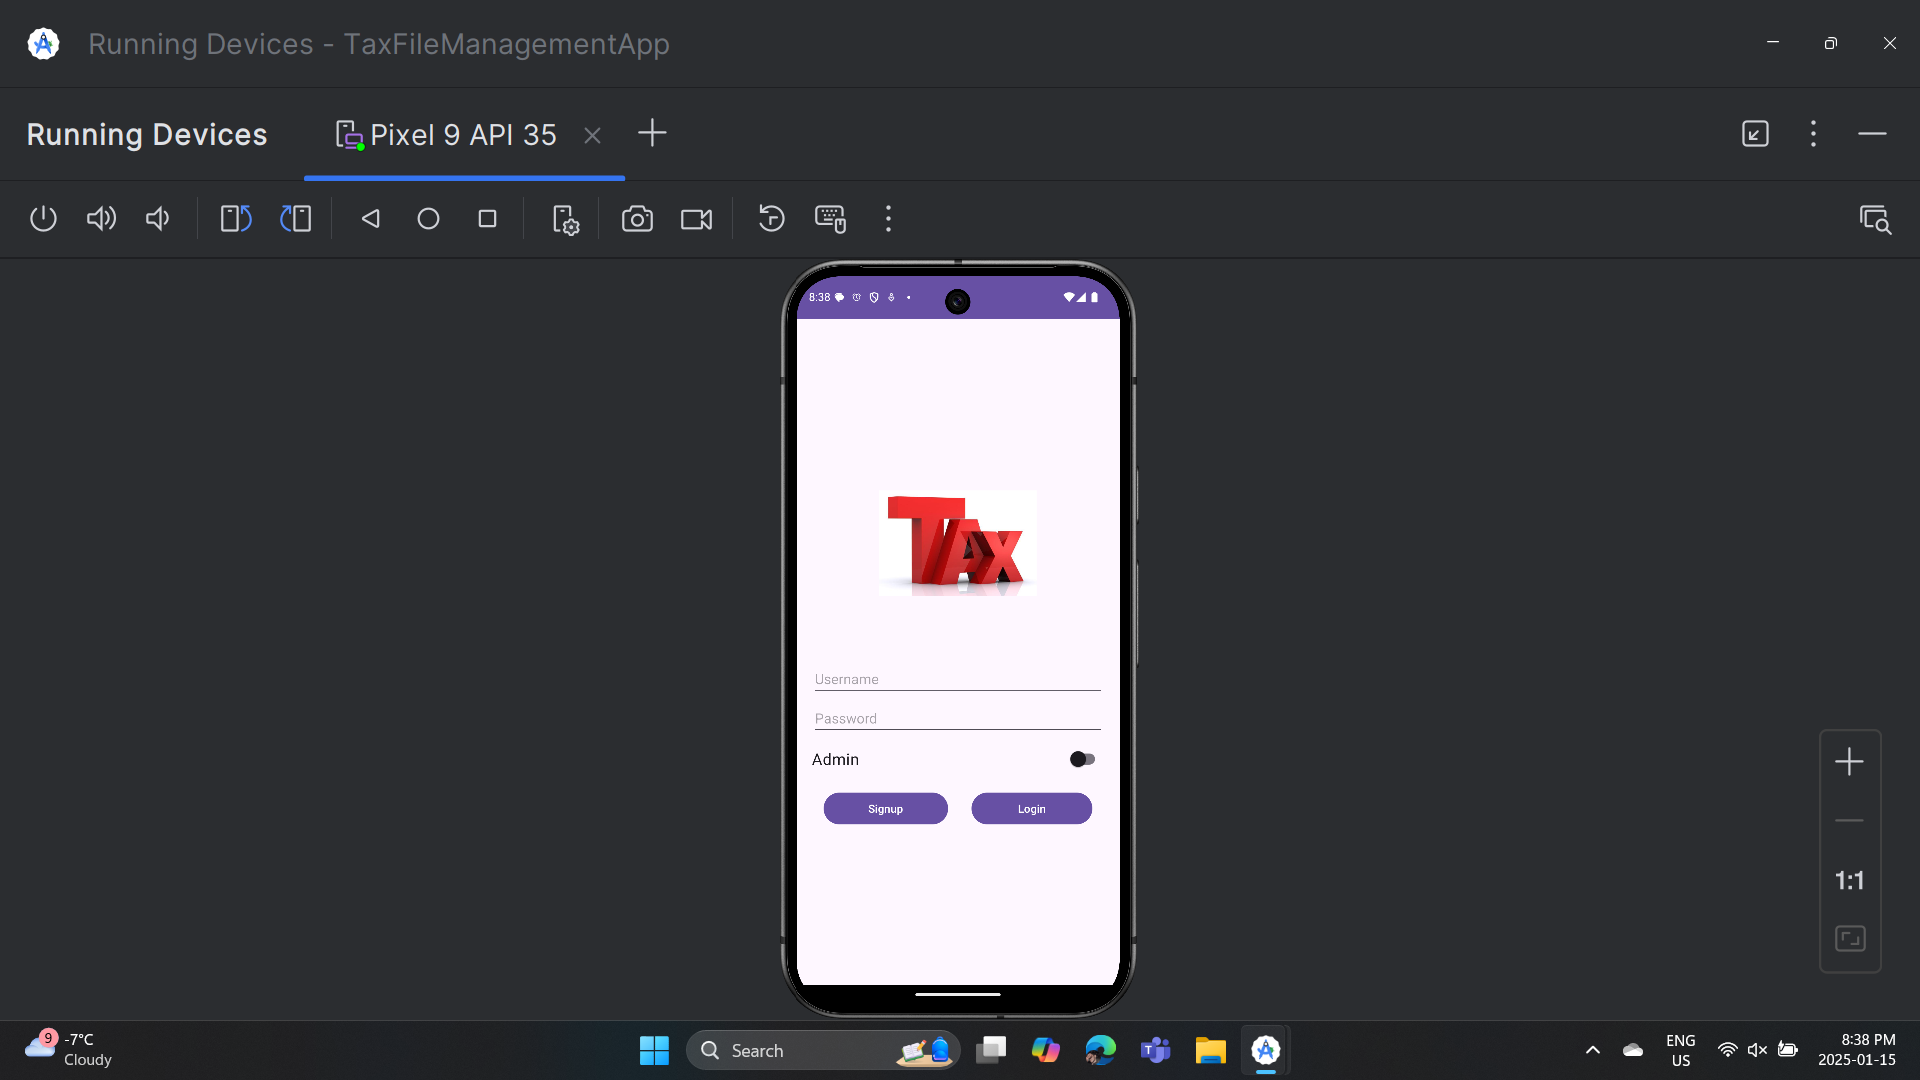 Running Devices - TaxFileManagementApp
Running Devices
Pixel 9 API 35
8:38
TAX
Username
Password
Admin
Signup
Login
1:1
9
-7°C
Cloudy
Search
T
ENG
US
8:38 PM
2025-01-15